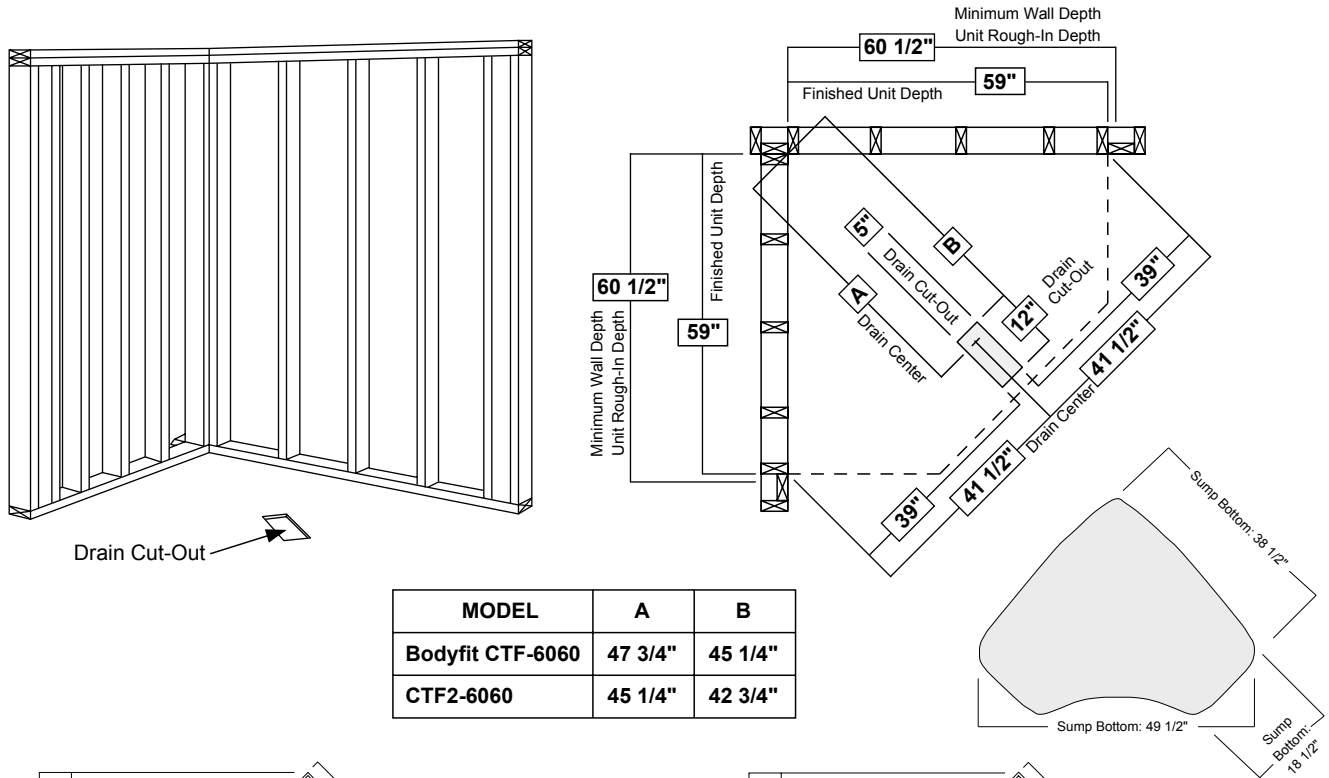 Minimum Wall Depth
Unit Rough-In Depth
60 1/2"
59"
Finished Unit Depth
60 1/2"
Minimum Wall Depth
Unit Rough-In Depth
59"
Finished Unit Depth
A
Drain Center
B
5"
Drain Cut-Out
12"
Drain
Cut-Out
39"
41 1/2"
Drain Center
41 1/2"
39"
Drain Cut-Out
Sump Bottom: 38 1/2"
Sump Bottom: 49 1/2"
Sump
Bottom:
18 1/2"
MODEL A B
Bodyfit CTF-6060 47 3/4" 45 1/4"
CTF2-6060 45 1/4" 42 3/4"